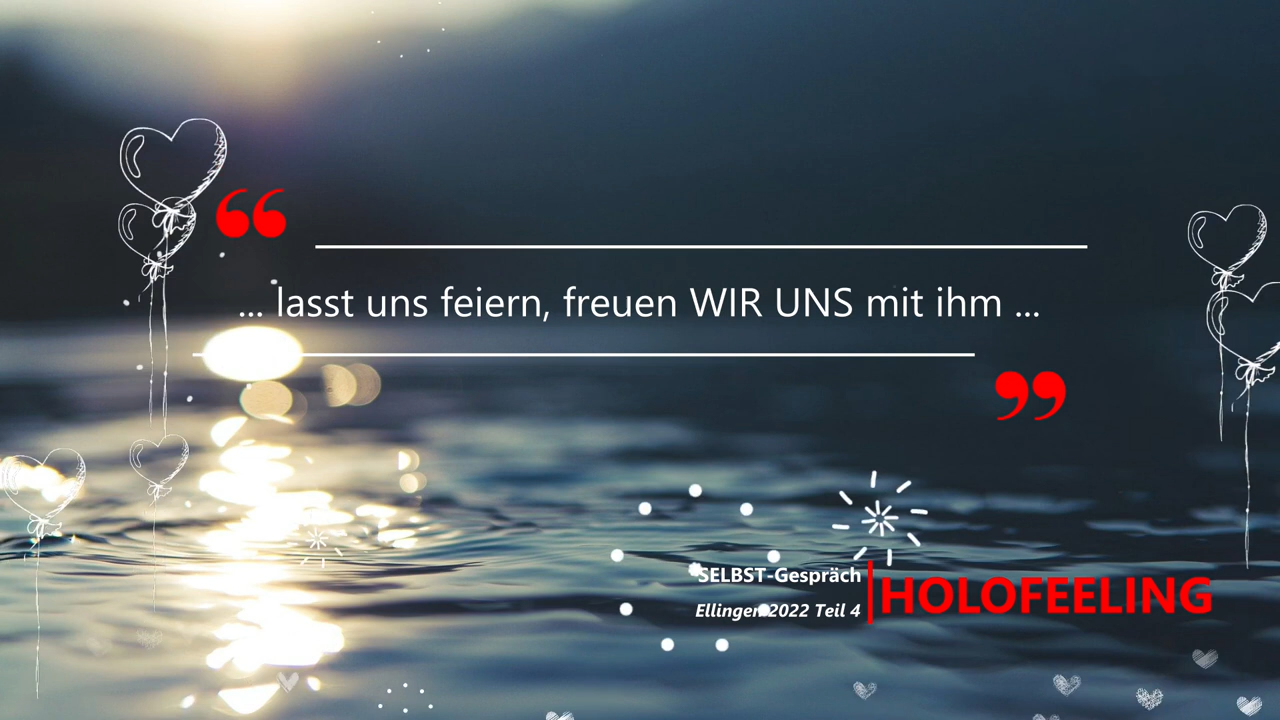 “
... lasst uns feiern, freuen WIR UNS mit ihm ...
”
SELBST-Gespräch
Ellingen 2022 Teil 4
HOLOFEELING